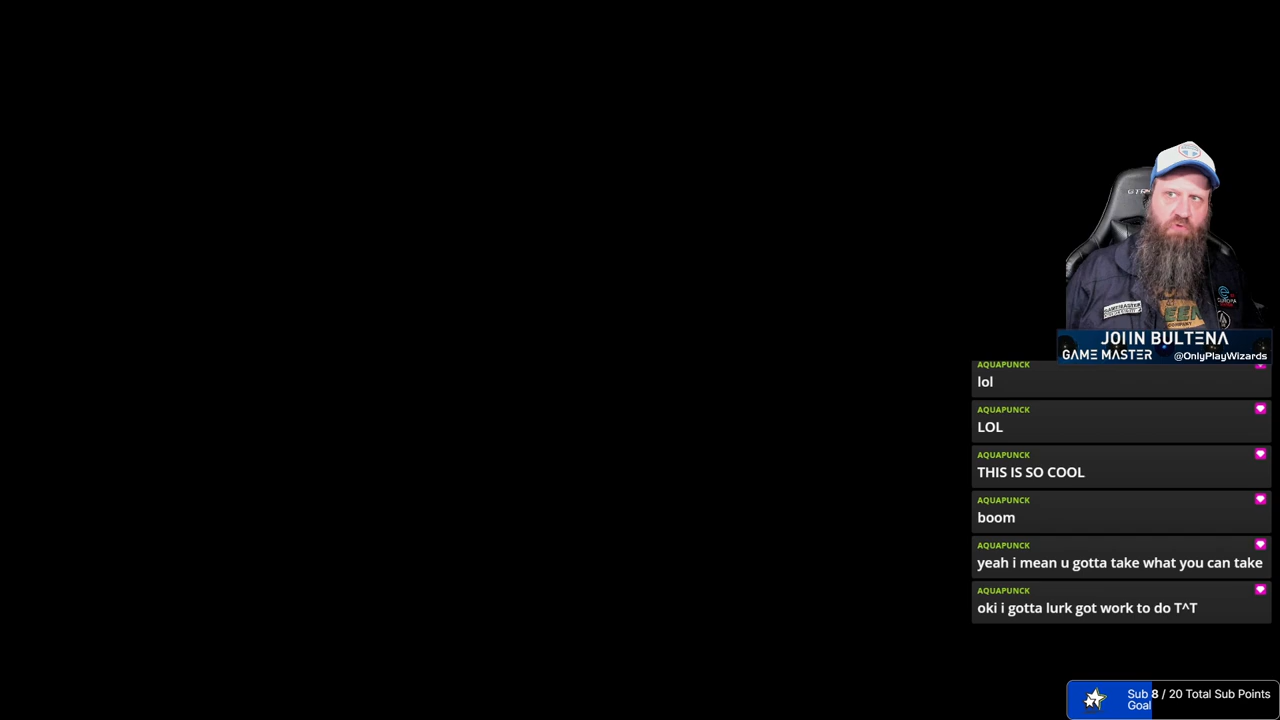 JOIIN BULTENA
GAME MASTER @OnlyPlayWizards
AQUAPUNCK
lol
AQUAPUNCK
LOL
AQUAPUNCK
THIS IS SO COOL
AQUAPUNCK
boom
AQUAPUNCK
yeah i mean u gotta take what you can take
AQUAPUNCK
oki i gotta lurk got work to do T^T
Sub 8 / 20 Total Sub Points
Goal